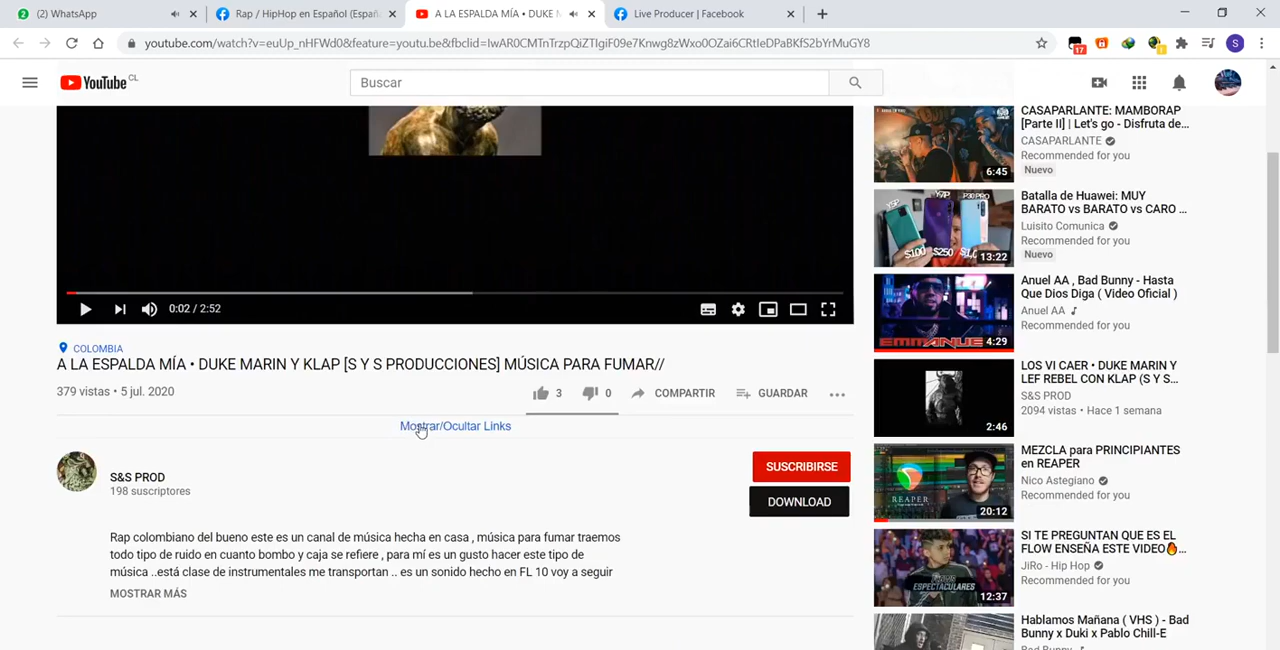 (2) WhatsApp
Rap / HipHop en Español (Españ
A LA ESPALDA MÍA • DUKE M
Live Producer | Facebook
youtube.com/watch?v=euUp_nHFWd0&feature=youtu.be&fbclid=IwAR0CMTnTrzpQiZTIgiF09e7Knwg8zWxo0OZai6CRtIeDPaBKfS2bYrMuGY8
17
S
YouTube CL
Buscar
0:02 / 2:52
COLOMBIA
A LA ESPALDA MÍA • DUKE MARIN Y KLAP [S Y S PRODUCCIONES] MÚSICA PARA FUMAR//
379 vistas • 5 jul. 2020
3
0
COMPARTIR
GUARDAR
Mostrar/Ocultar Links
S&S PROD
198 suscriptores
SUSCRIBIRSE
DOWNLOAD
Rap colombiano del bueno este es un canal de música hecha en casa , música para fumar traemos
todo tipo de ruido en cuanto bombo y caja se refiere , para mí es un gusto hacer este tipo de
música ..está clase de instrumentales me transportan .. es un sonido hecho en FL 10 voy a seguir
MOSTRAR MÁS
CASAPARLANTE: MAMBORAP
[Parte II] | Let's go - Disfruta de...
CASAPARLANTE
Recommended for you
Nuevo
6:45
Batalla de Huawei: MUY
BARATO vs BARATO vs CARO ...
Luisito Comunica
Recommended for you
Nuevo
Y5P
Y7P
P30 PRO
$100
$250
13:22
Anuel AA , Bad Bunny - Hasta
Que Dios Diga ( Video Oficial )
Anuel AA
Recommended for you
EMMANUE
4:29
LOS VI CAER • DUKE MARIN Y
LEF REBEL CON KLAP (S Y S...
S&S PROD
2094 vistas • Hace 1 semana
2:46
MEZCLA para PRINCIPIANTES
en REAPER
Nico Astegiano
Recommended for you
REAPER
20:12
SI TE PREGUNTAN QUE ES EL
FLOW ENSEÑA ESTE VIDEO🔥...
JiRo - Hip Hop
Recommended for you
ESPECTACULARES
12:37
Hablamos Mañana ( VHS ) - Bad
Bunny x Duki x Pablo Chill-E